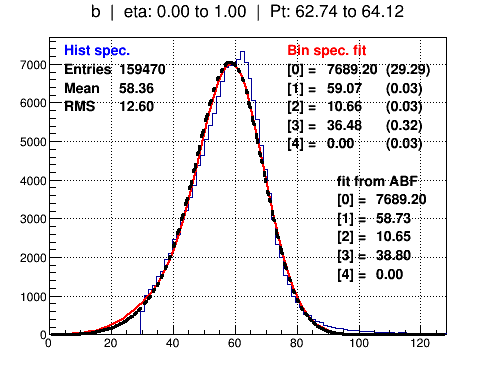 b | eta: 0.00 to 1.00 | Pt: 62.74 to 64.12
Hist spec.
Entries 159470
Mean 58.36
RMS 12.60
Bin spec. fit
[0] = 7689.20 (29.29)
[1] = 59.07 (0.03)
[2] = 10.66 (0.03)
[3] = 36.48 (0.32)
[4] = 0.00 (0.03)
fit from ABF
[0] = 7689.20
[1] = 58.73
[2] = 10.65
[3] = 38.80
[4] = 0.00
7000
6000
5000
4000
3000
2000
1000
0
0 20 40 60 80 100 120